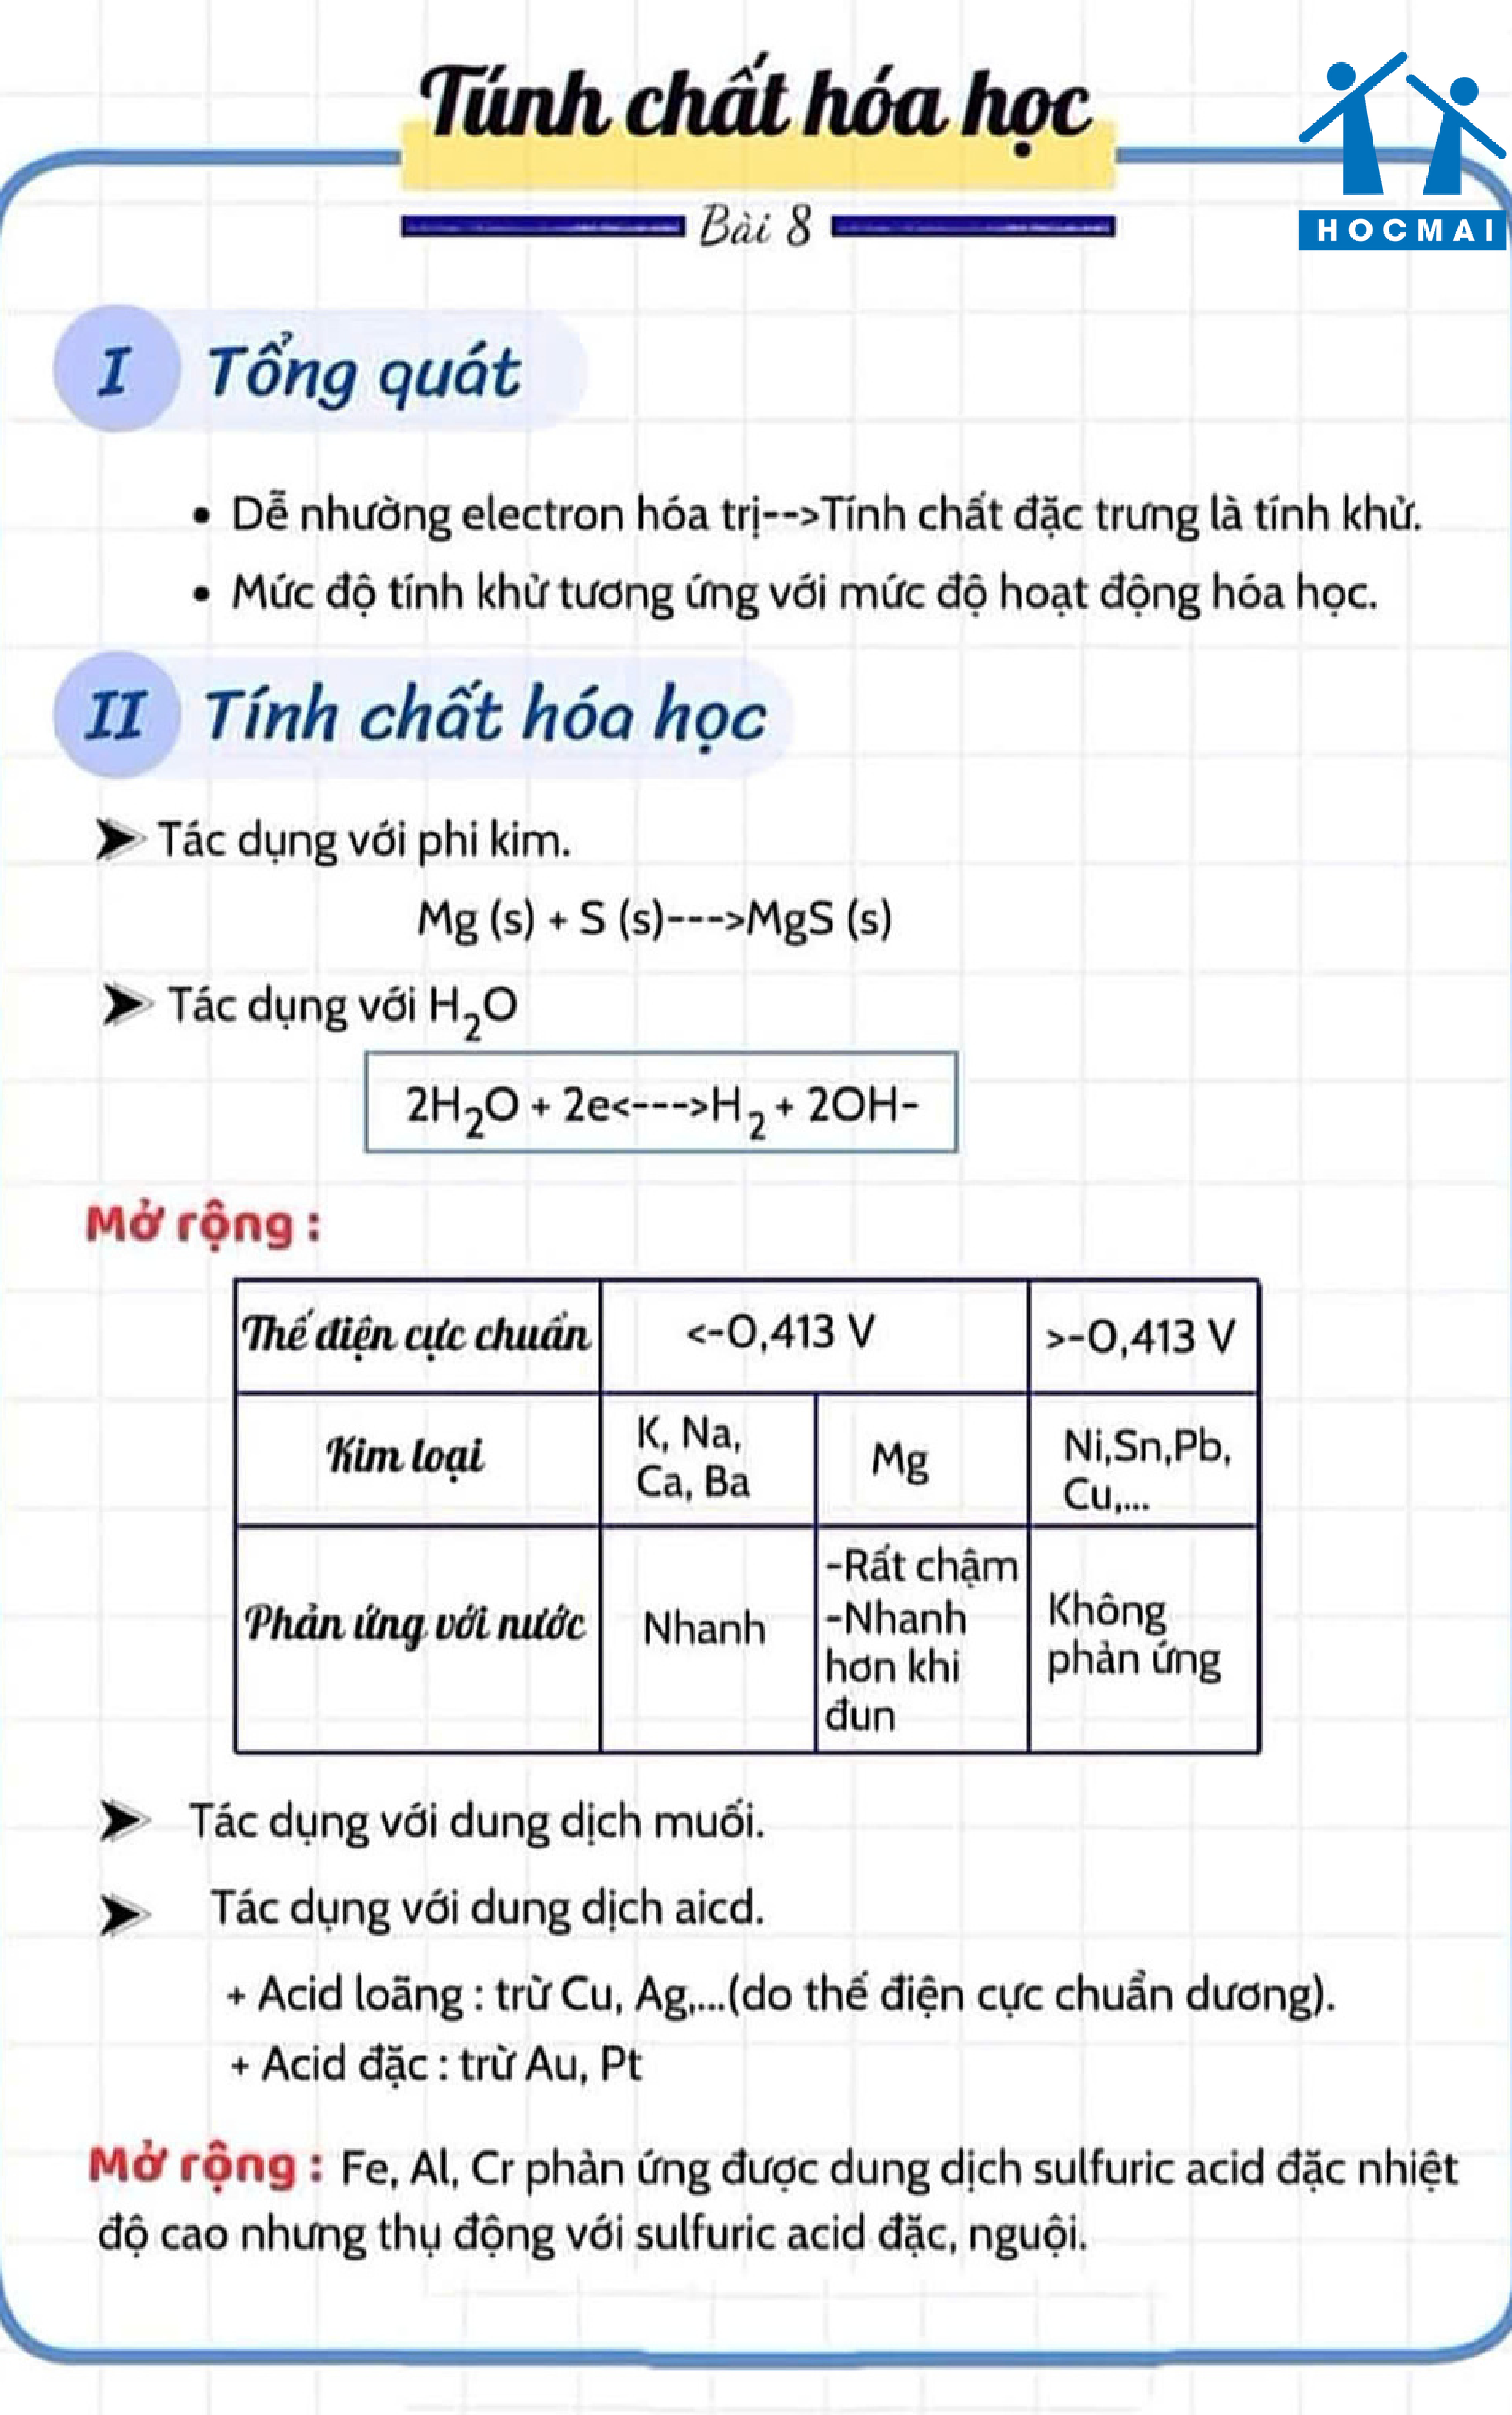 Túnh chất hóa học
HOCMAI
Bài 8
I Tổng quát
• Dễ nhường electron hóa trị-->Tính chất đặc trưng là tính khử.
• Mức độ tính khử tương ứng với mức độ hoạt động hóa học.
II Tính chất hóa học
➤ Tác dụng với phi kim.
Mg (s) + S (s)--->MgS (s)
➤ Tác dụng với H₂O
2H₂O + 2e<--->H₂ + 2OH-
Mở rộng :
Thế điện cực chuẩn <-0,413 V >-0,413 V
Kim loại
K, Na,
Ca, Ba
Mg
Ni,Sn,Pb,
Cu,...
Phản ứng với nước
Nhanh
-Rất chậm
-Nhanh
hơn khi
đun
Không
phản ứng
➤ Tác dụng với dung dịch muối.
➤ Tác dụng với dung dịch aicd.
+ Acid loãng : trừ Cu, Ag,...(do thế điện cực chuẩn dương).
+ Acid đặc : trừ Au, Pt
Mở rộng : Fe, Al, Cr phản ứng được dung dịch sulfuric acid đặc nhiệt
độ cao nhưng thụ động với sulfuric acid đặc, nguội.